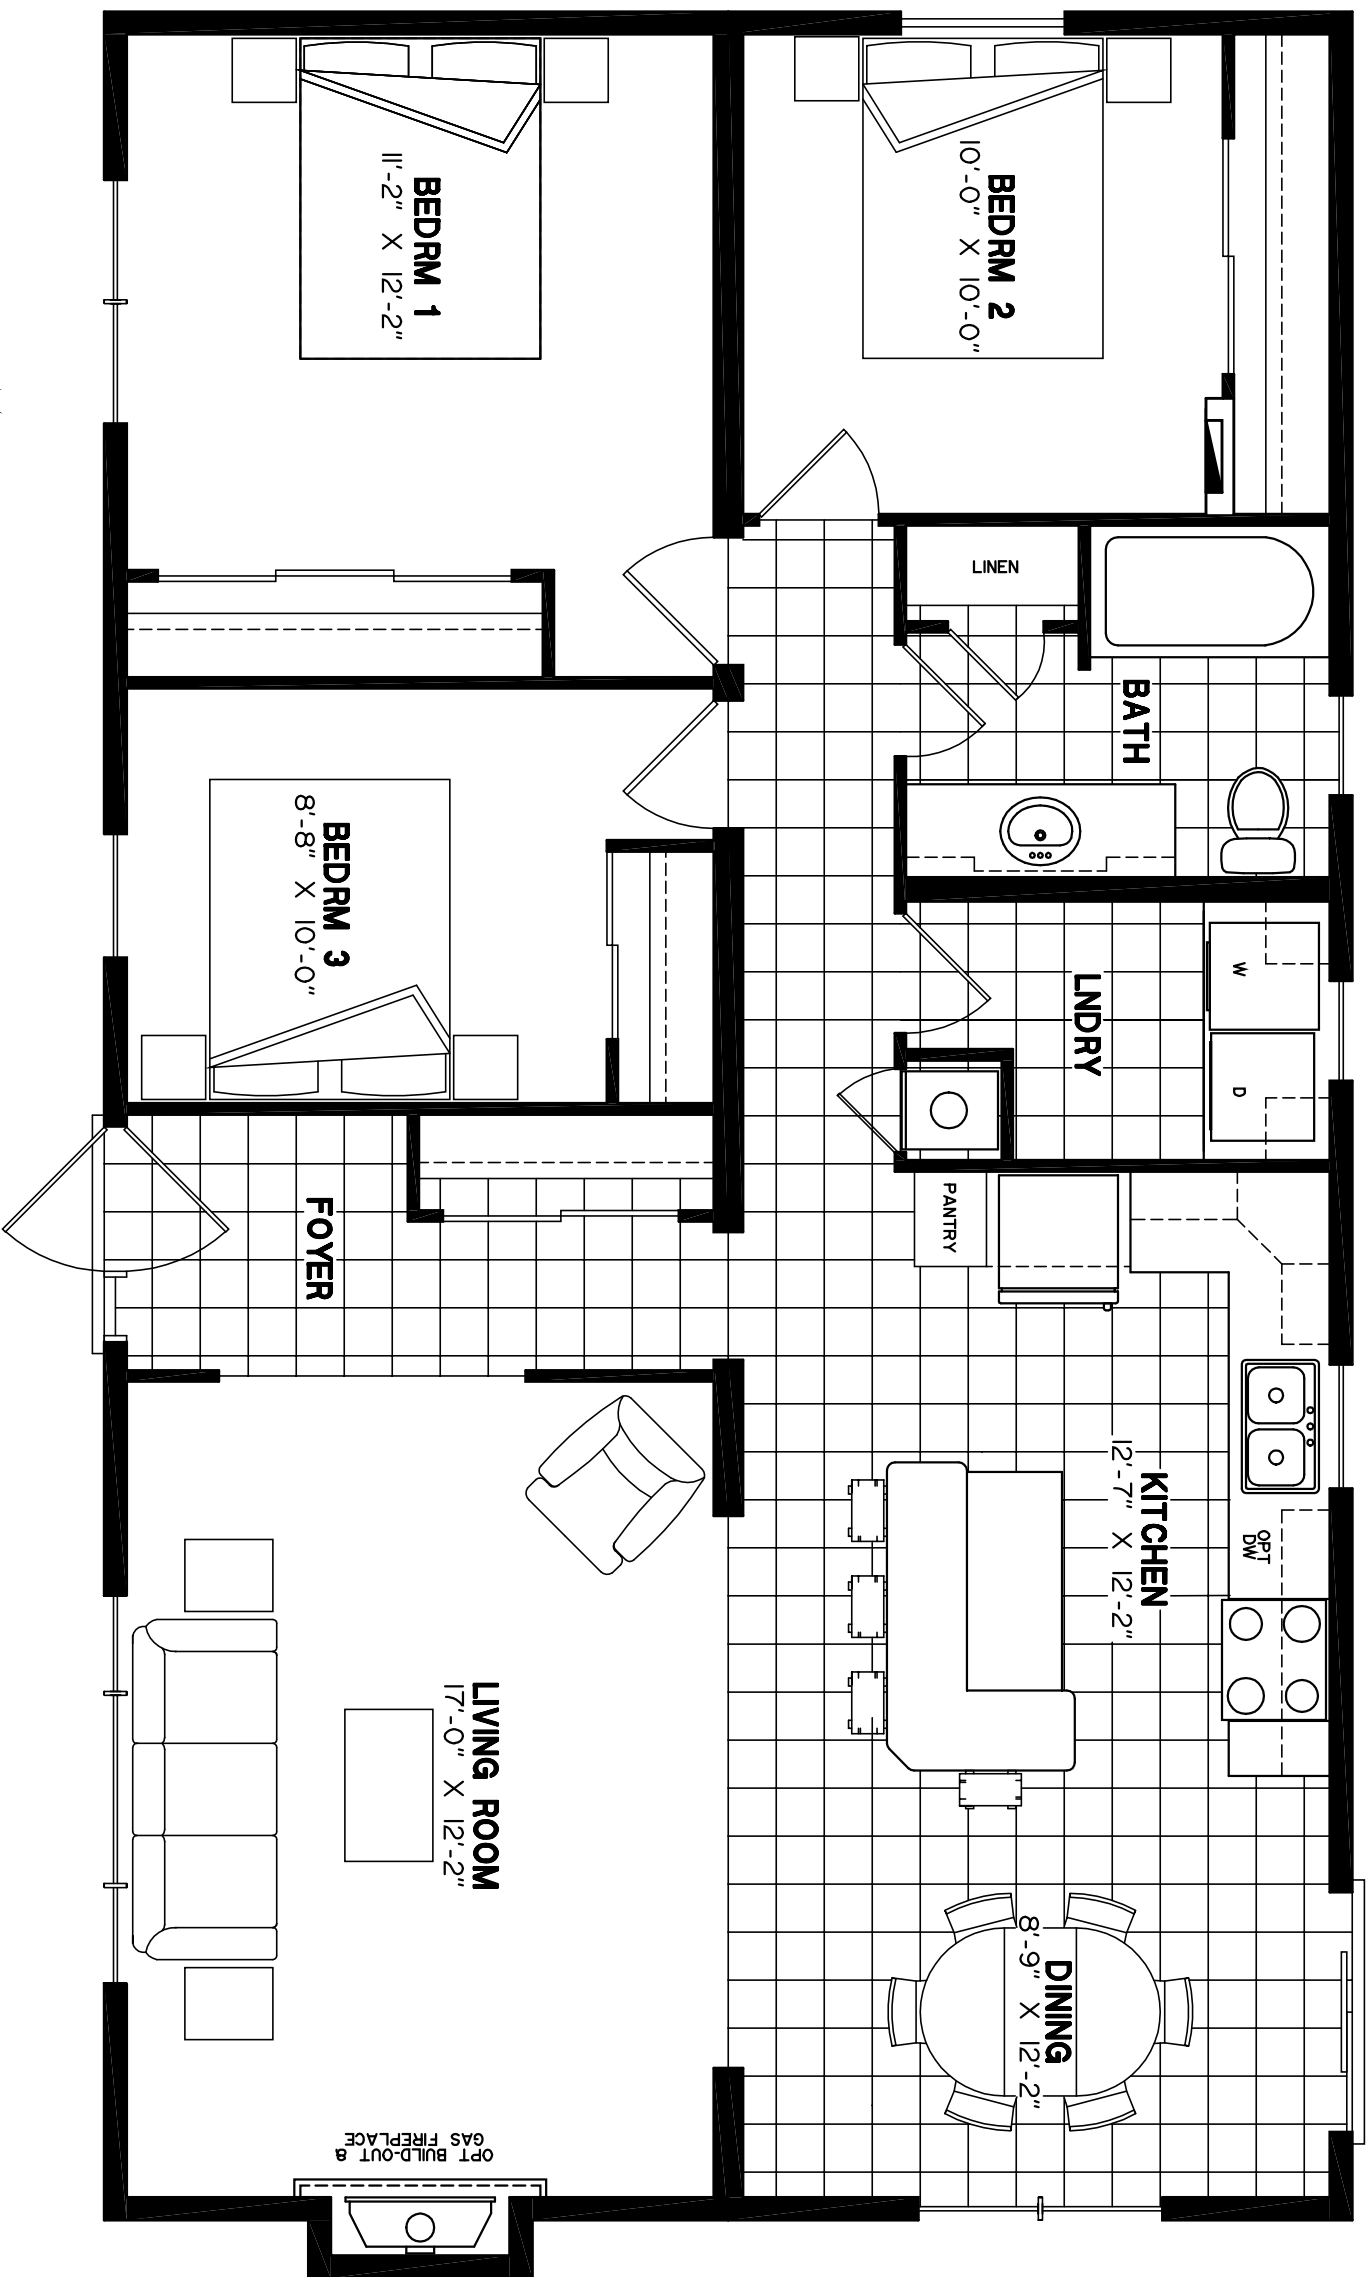 BEDRM 1
11'-2" X 12'-2"
BEDRM 2
10'-0" X 10'-0"
LINEN
BATH
BEDRM 3
8'-8" X 10'-0"
LNDRY
W
D
FOYER
PANTRY
KITCHEN
12'-7" X 12'-2"
OPT
DW
LIVING ROOM
17'-0" X 12'-2"
DINING
8'-9" X 12'-2"
OPT BUILD-OUT &
GAS FIREPLACE